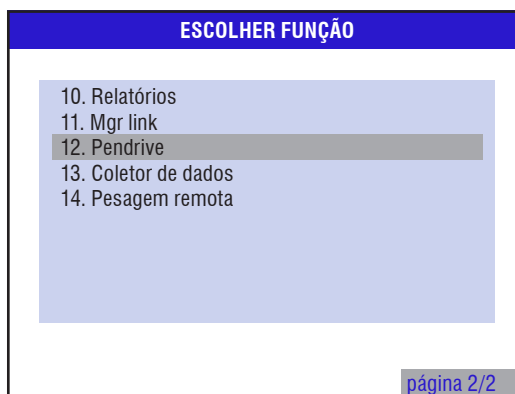 ESCOLHER FUNÇÃO
10. Relatórios
11. Mgr link
12. Pendrive
13. Coletor de dados
14. Pesagem remota
página 2/2